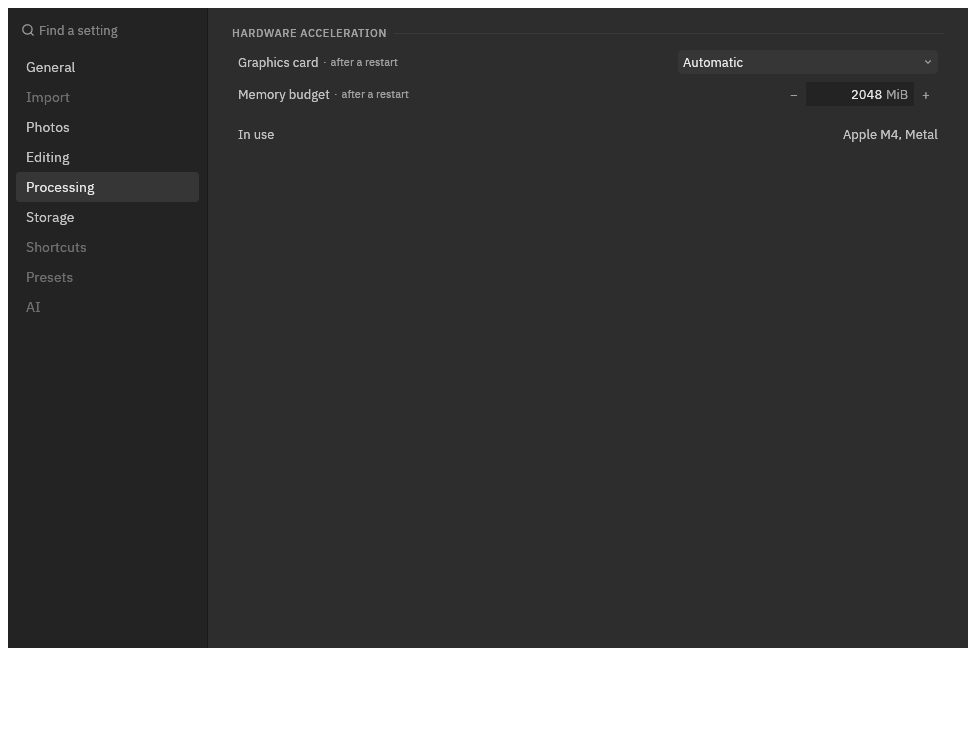 Find a setting
General
Import
Photos
Editing
Processing
Storage
Shortcuts
Presets
AI
HARDWARE ACCELERATION
Graphics card · after a restart
Automatic
Memory budget · after a restart
− 2048 MiB +
In use
Apple M4, Metal